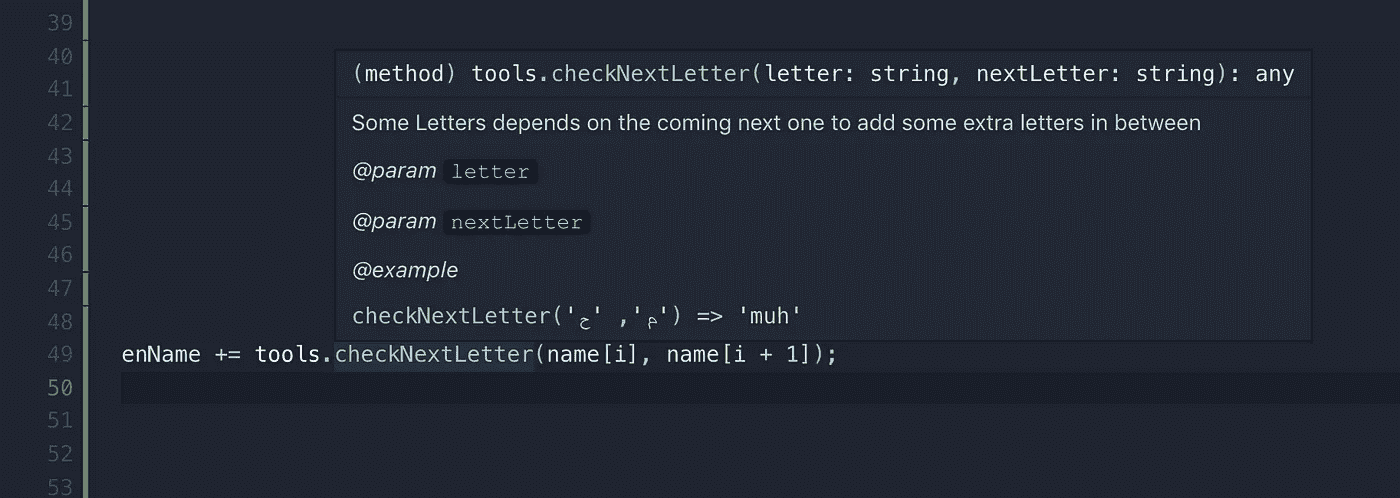 39
40
(method) tools.checkNextLetter(letter: string, nextLetter: string): any
41
42 Some Letters depends on the coming next one to add some extra letters in between
43
@param letter
44
45 @param nextLetter
46
@example
47
48 checkNextLetter('م', 'ح') => 'muh'
49 enName += tools.checkNextLetter(name[i], name[i + 1]);
50
51
52
53